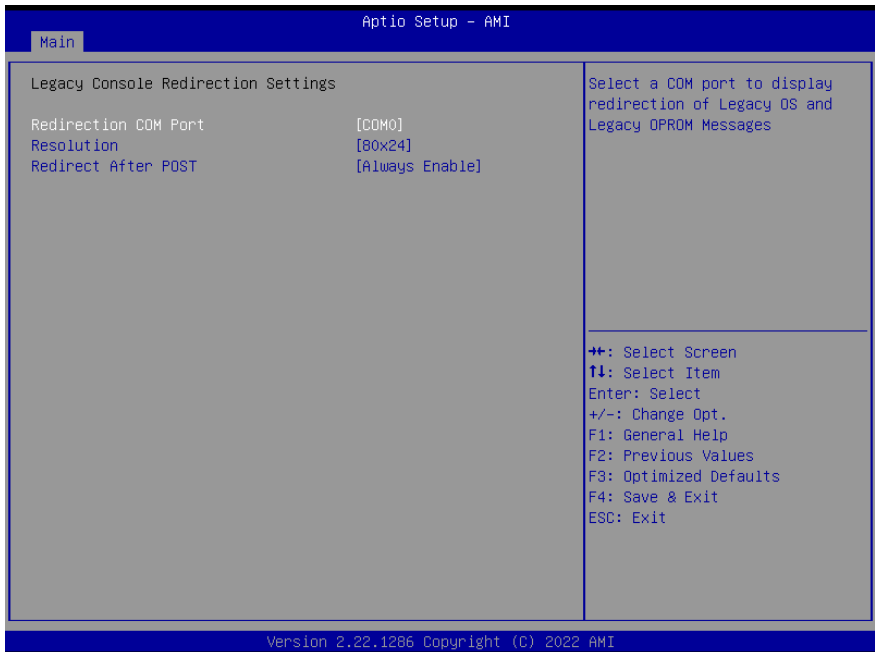 Aptio Setup – AMI
Main
Legacy Console Redirection Settings
Redirection COM Port [COM0]
Resolution [80x24]
Redirect After POST [Always Enable]
Select a COM port to display
redirection of Legacy OS and
Legacy OPROM Messages
→←: Select Screen
↑↓: Select Item
Enter: Select
+/-: Change Opt.
F1: General Help
F2: Previous Values
F3: Optimized Defaults
F4: Save & Exit
ESC: Exit
Version 2.22.1286 Copyright (C) 2022 AMI